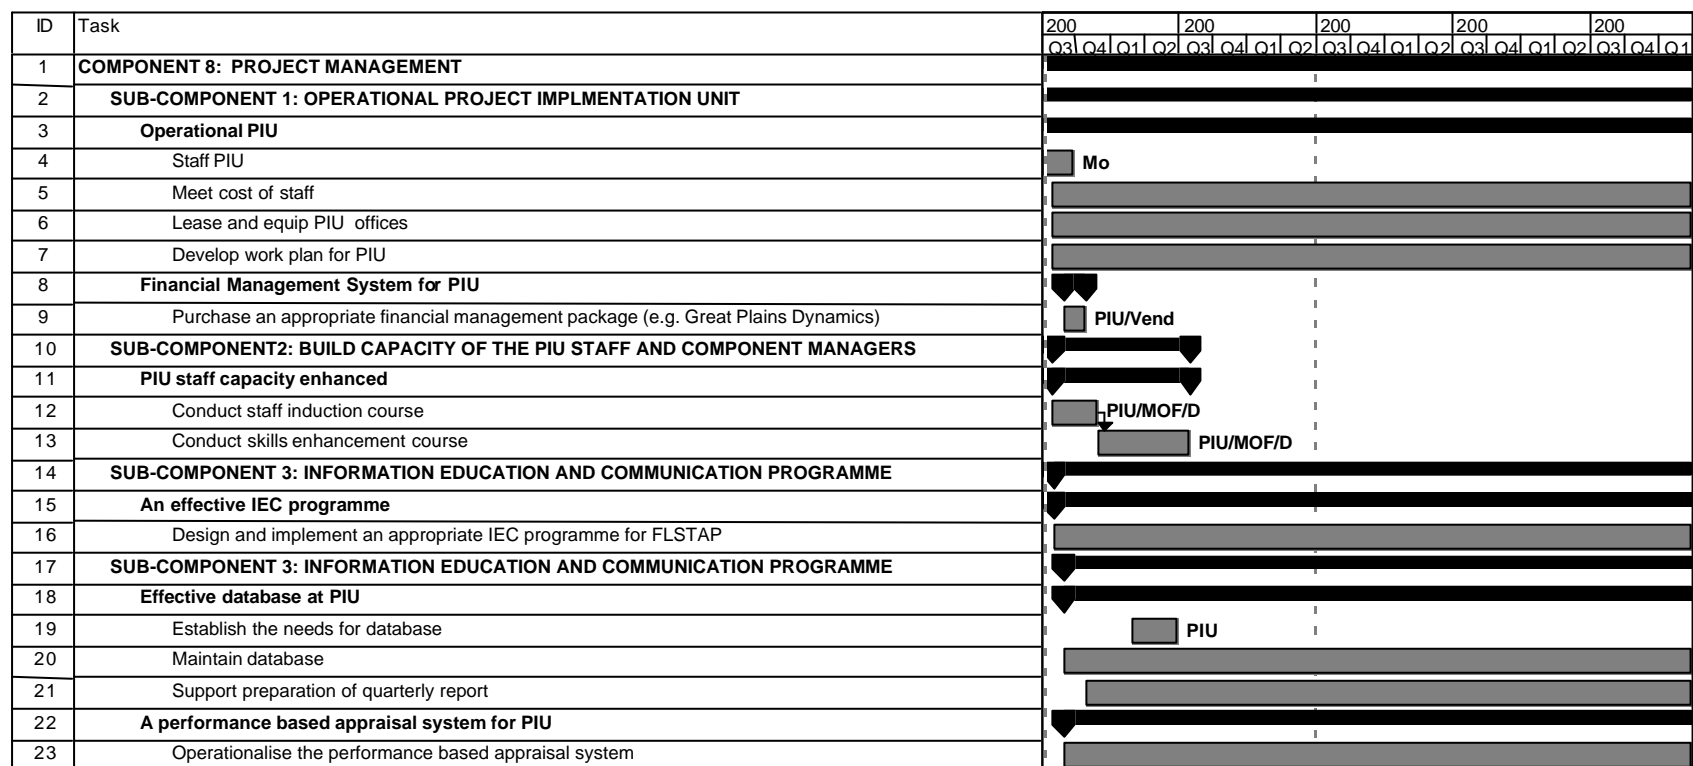 ID Task 200 200 200 200 200
Q3 Q4 Q1 Q2 Q3 Q4 Q1 Q2 Q3 Q4 Q1 Q2 Q3 Q4 Q1 Q2 Q3 Q4 Q1
1 COMPONENT 8: PROJECT MANAGEMENT
2 SUB-COMPONENT 1: OPERATIONAL PROJECT IMPLMENTATION UNIT
3 Operational PIU
4 Staff PIU Mo
5 Meet cost of staff
6 Lease and equip PIU offices
7 Develop work plan for PIU
8 Financial Management System for PIU
9 Purchase an appropriate financial management package (e.g. Great Plains Dynamics) PIU/Vend
10 SUB-COMPONENT2: BUILD CAPACITY OF THE PIU STAFF AND COMPONENT MANAGERS
11 PIU staff capacity enhanced
12 Conduct staff induction course PIU/MOF/D
13 Conduct skills enhancement course PIU/MOF/D
14 SUB-COMPONENT 3: INFORMATION EDUCATION AND COMMUNICATION PROGRAMME
15 An effective IEC programme
16 Design and implement an appropriate IEC programme for FLSTAP
17 SUB-COMPONENT 3: INFORMATION EDUCATION AND COMMUNICATION PROGRAMME
18 Effective database at PIU
19 Establish the needs for database PIU
20 Maintain database
21 Support preparation of quarterly report
22 A performance based appraisal system for PIU
23 Operationalise the performance based appraisal system